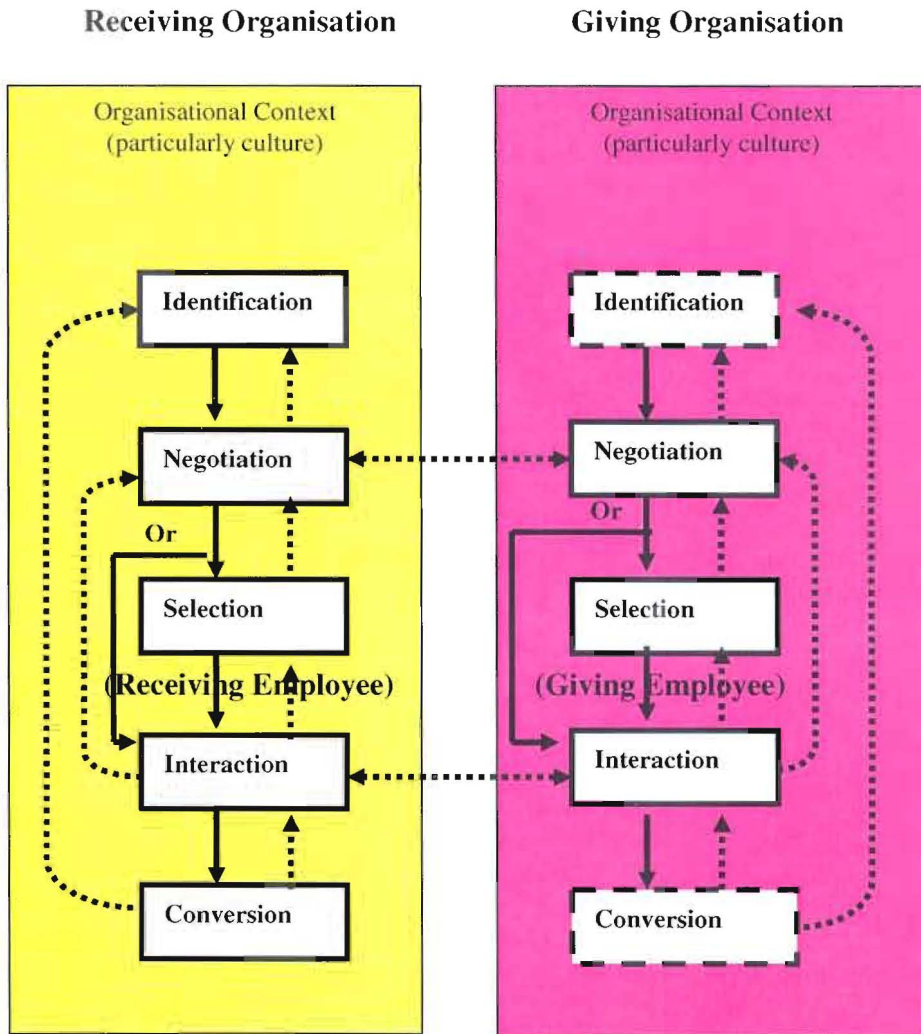 Receiving Organisation
Giving Organisation
Organisational Context
(particularly culture)
Identification
Negotiation
Or
Selection
(Receiving Employee)
Interaction
Conversion
Organisational Context
(particularly culture)
Identification
Negotiation
Or
Selection
(Giving Employee)
Interaction
Conversion